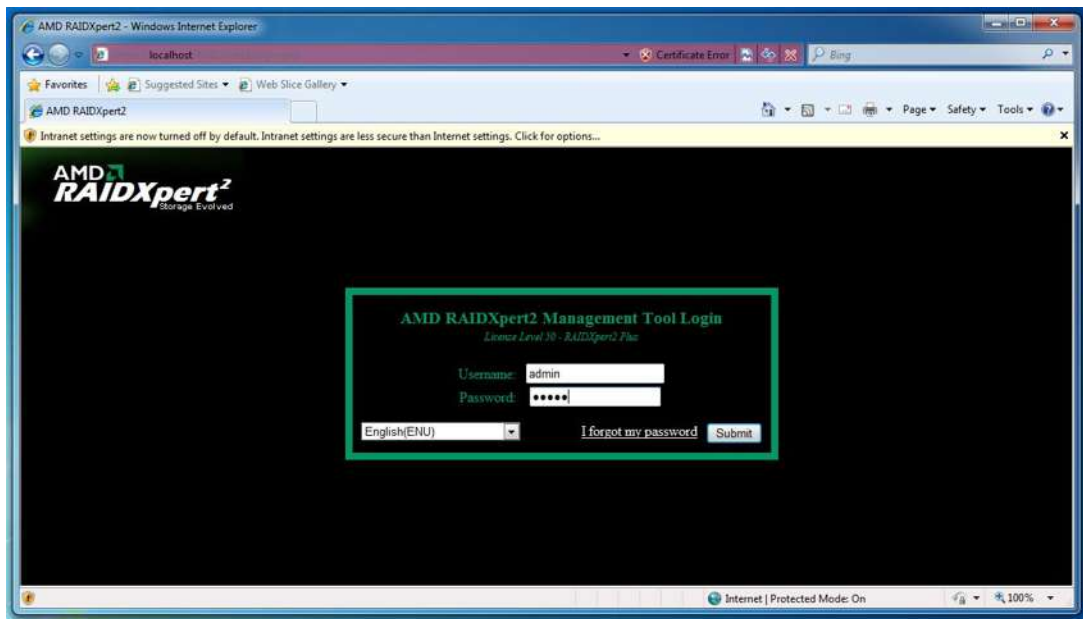 AMD RAIDXpert2 - Windows Internet Explorer
localhost
Certificate Error
Bing
Favorites Suggested Sites Web Slice Gallery
AMD RAIDXpert2
Page Safety Tools
Intranet settings are now turned off by default. Intranet settings are less secure than Internet settings. Click for options...
AMD
RAIDXpert2
Storage Evolved
AMD RAIDXpert2 Management Tool Login
License Level 50 - RAIDXpert2 Plus
Username: admin
Password: •••••
English(ENU) I forgot my password Submit
Internet | Protected Mode: On 100%